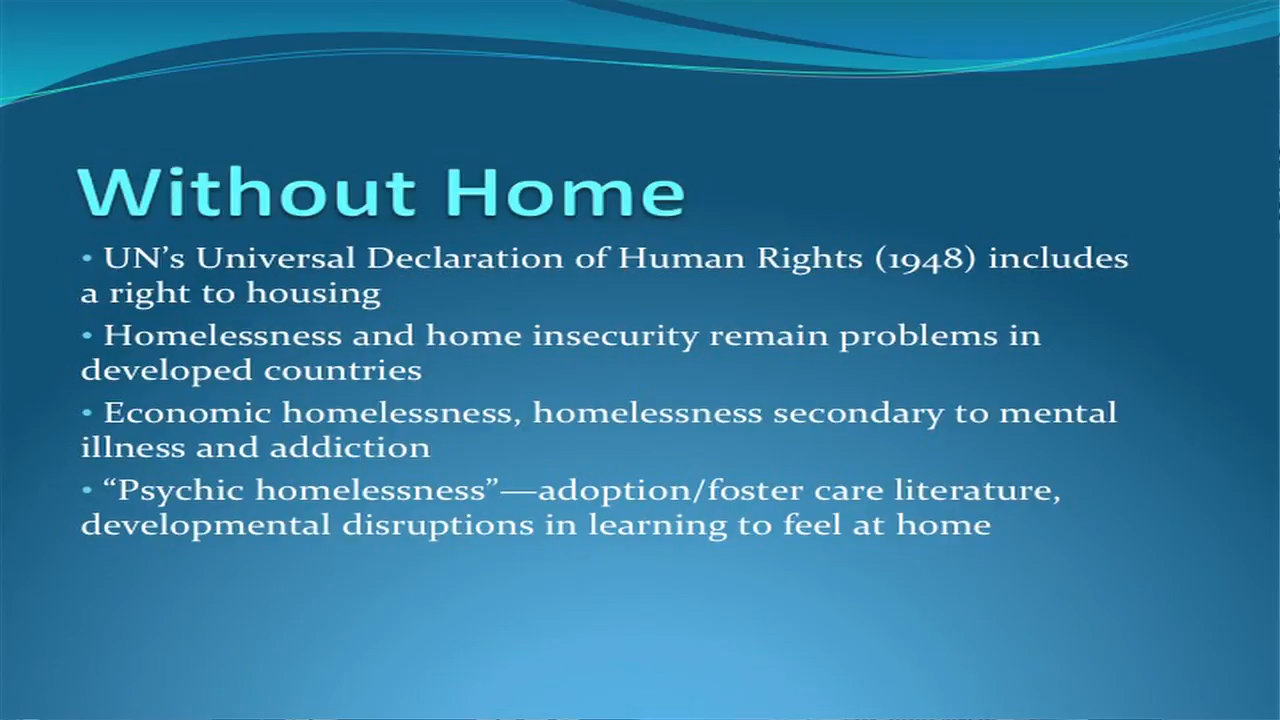 Without Home
• UN’s Universal Declaration of Human Rights (1948) includes
a right to housing
• Homelessness and home insecurity remain problems in
developed countries
• Economic homelessness, homelessness secondary to mental
illness and addiction
• “Psychic homelessness”—adoption/foster care literature,
developmental disruptions in learning to feel at home